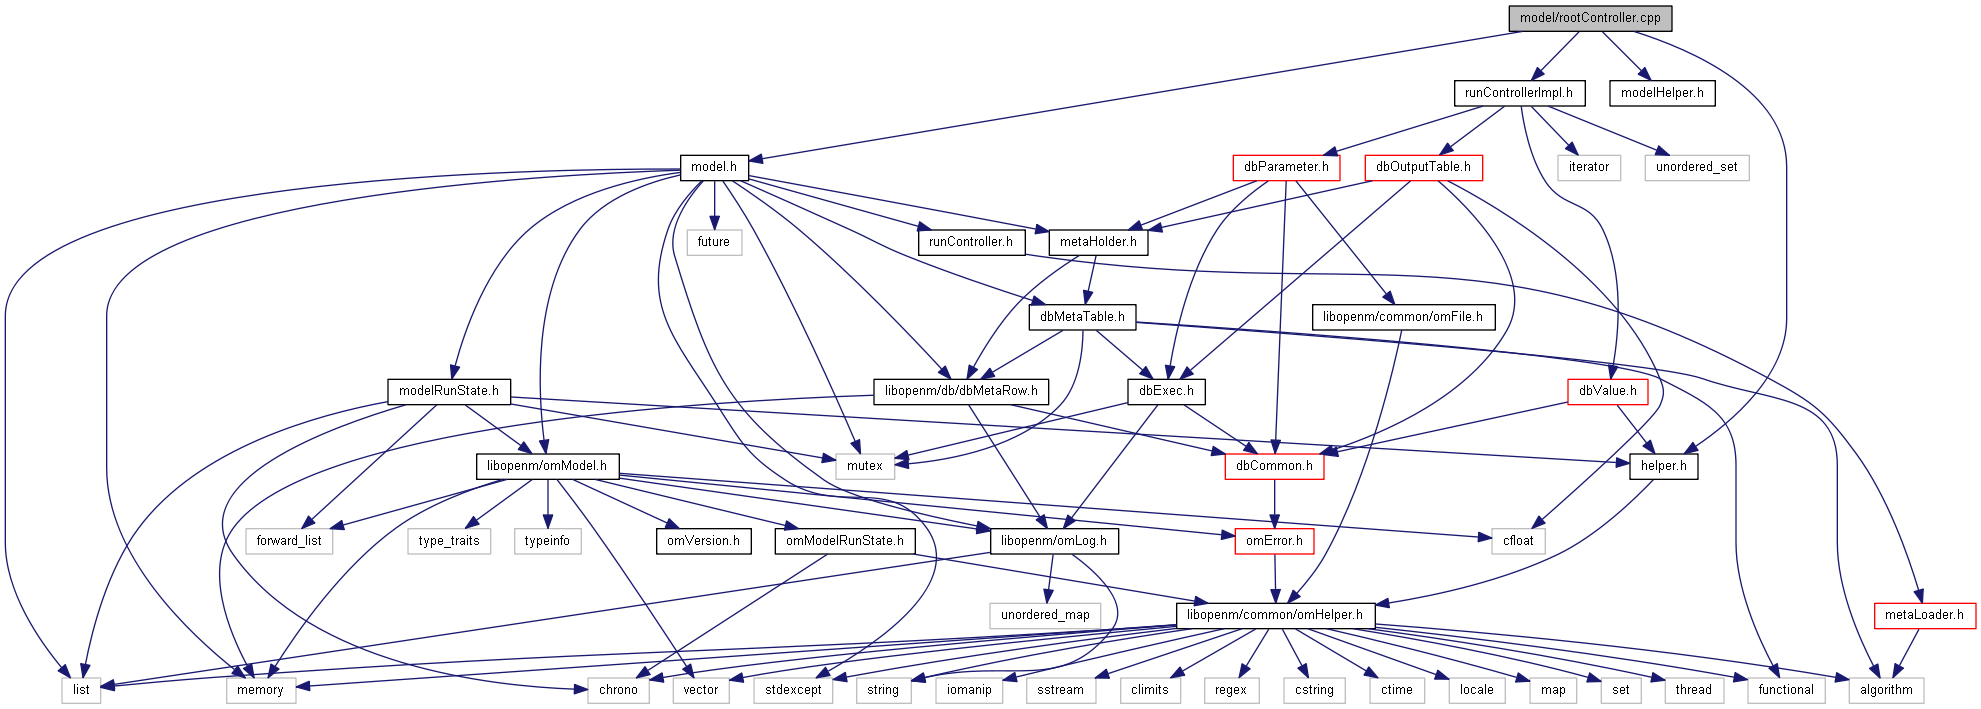 model/rootController.cpp
runControllerImpl.h
modelHelper.h
model.h
dbParameter.h
dbOutputTable.h
iterator
unordered_set
future
runController.h
metaHolder.h
dbMetaTable.h
libopenm/common/omFile.h
modelRunState.h
libopenm/db/dbMetaRow.h
dbExec.h
dbValue.h
libopenm/omModel.h
mutex
dbCommon.h
helper.h
forward_list
type_traits
typeinfo
omVersion.h
omModelRunState.h
libopenm/omLog.h
omError.h
cfloat
unordered_map
libopenm/common/omHelper.h
metaLoader.h
list
memory
chrono
vector
stdexcept
string
iomanip
sstream
climits
regex
cstring
ctime
locale
map
set
thread
functional
algorithm